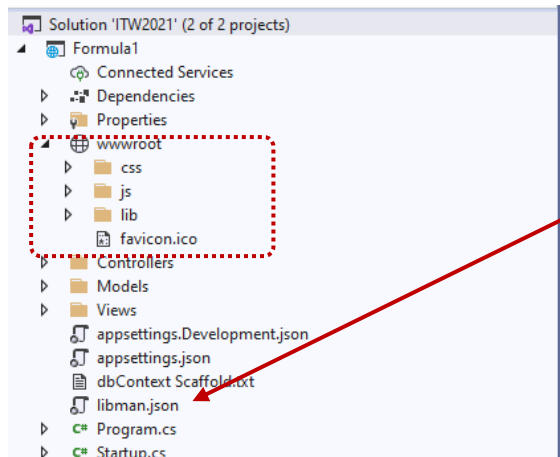 Solution 'ITW2021' (2 of 2 projects)
Formula1
Connected Services
Dependencies
Properties
wwwroot
css
js
lib
favicon.ico
Controllers
Models
Views
appsettings.Development.json
appsettings.json
dbContext Scaffold.txt
libman.json
C# Program.cs
C# Startup.cs